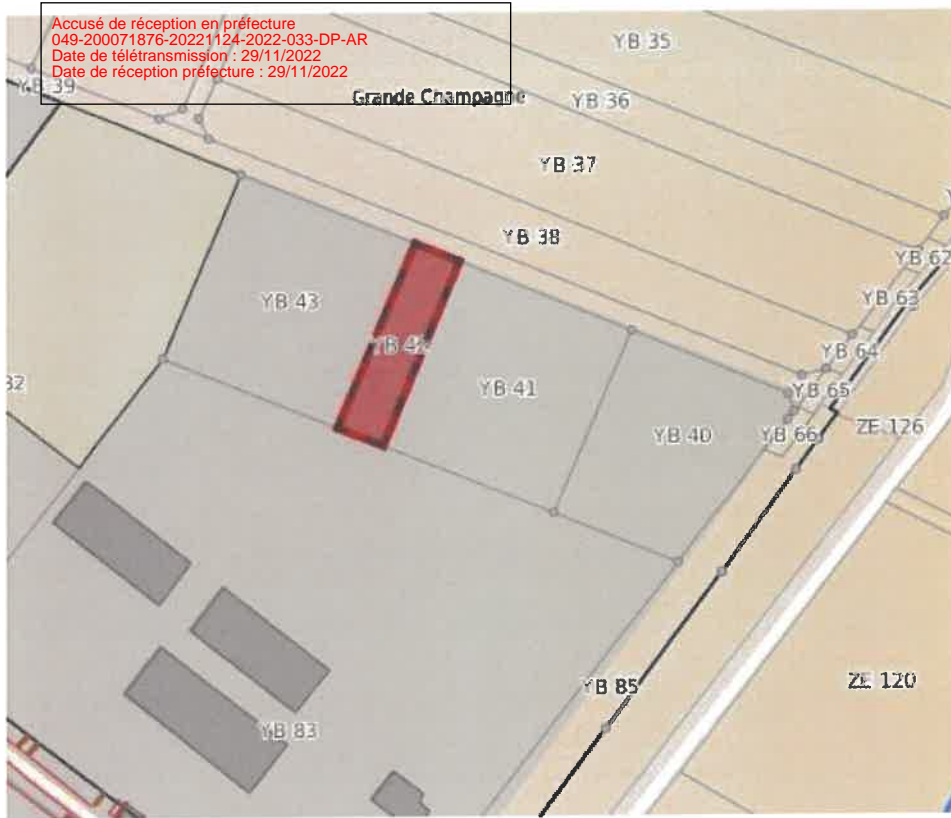 Accusé de réception en préfecture
049-200071876-20221124-2022-033-DP-AR
Date de télétransmission : 29/11/2022
Date de réception préfecture : 29/11/2022
YB 35
YB 39
Grande Champagne
YB 36
YB 37
YB 38
YB 62
YB 63
YB 43
YB 42
YB 64
YB 41
YB 65
YB 40
YB 66
ZE 126
YB 85
ZE 120
YB 83